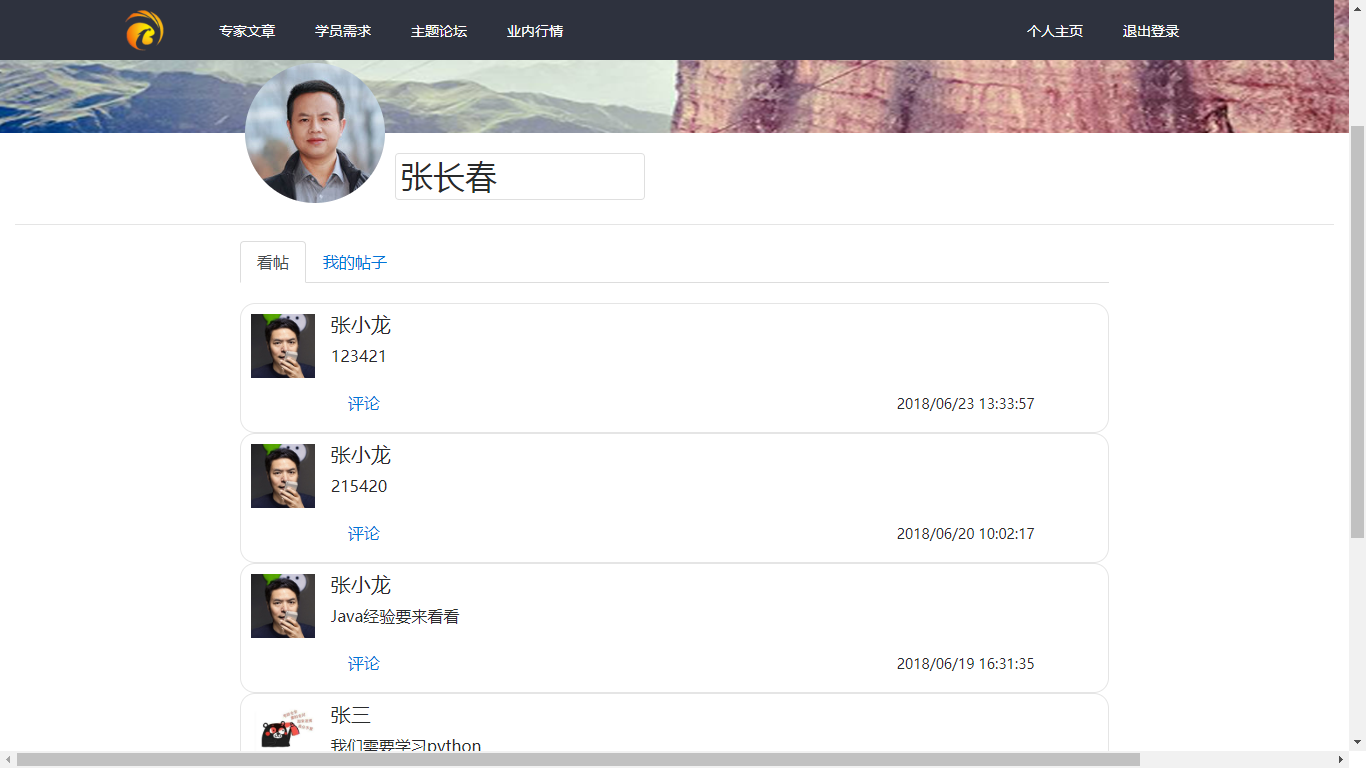 专家文章 学员需求 主题论坛 业内行情 个人主页 退出登录
张长春
看帖 我的帖子
张小龙
123421
评论 2018/06/23 13:33:57
张小龙
215420
评论 2018/06/20 10:02:17
张小龙
Java经验要来看看
评论 2018/06/19 16:31:35
张三
我们需要学习python